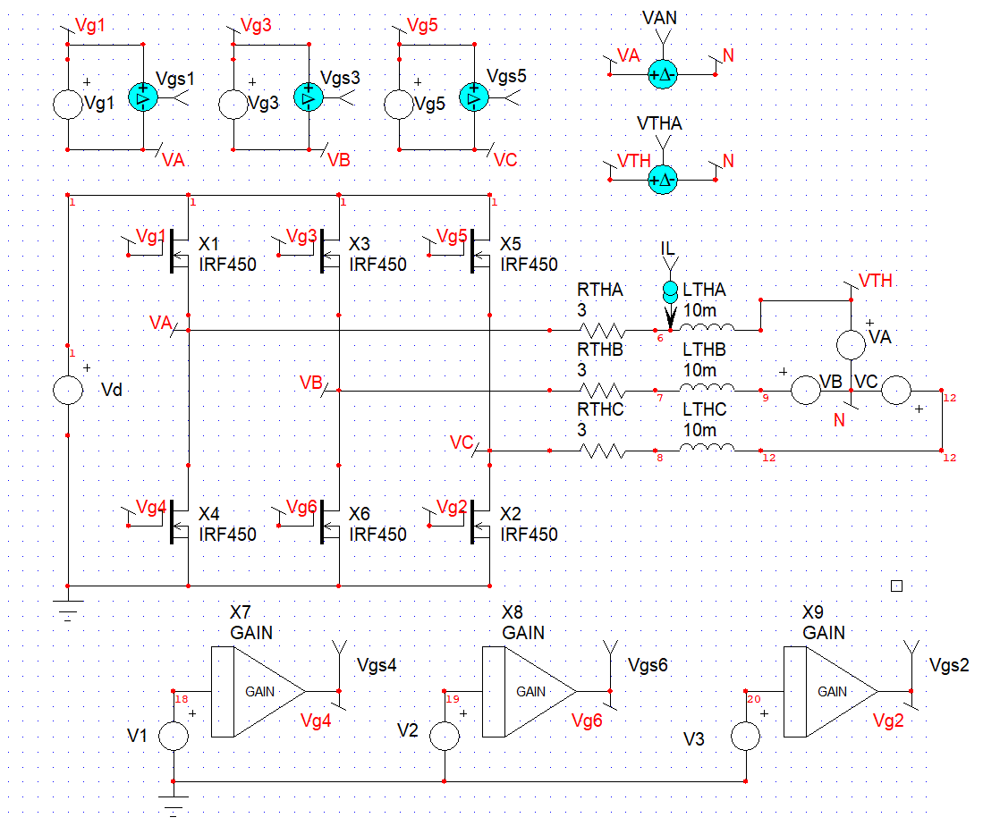 Vg1
Vg3
Vg5
VAN
VA
N
+
Vgs1
+
Vgs3
+
Vgs5
+Δ-
Vg1
Vg3
Vg5
VTHA
VA
VB
VC
VTH
N
+Δ-
1
1
1
1
Vg1
X1
IRF450
Vg3
X3
IRF450
Vg5
X5
IRF450
IL
VTH
RTHA
3
LTHA
10m
VA
6
+
VA
1
RTHB
3
LTHB
10m
+
Vd
VB
7
9
+
VB
VC
+
12
N
RTHC
3
LTHC
10m
VC
8
12
12
Vg4
X4
IRF450
Vg6
X6
IRF450
Vg2
X2
IRF450
X7
GAIN
X8
GAIN
X9
GAIN
Vgs4
Vgs6
Vgs2
18
GAIN
19
GAIN
20
GAIN
+
Vg4
+
Vg6
+
Vg2
V1
V2
V3